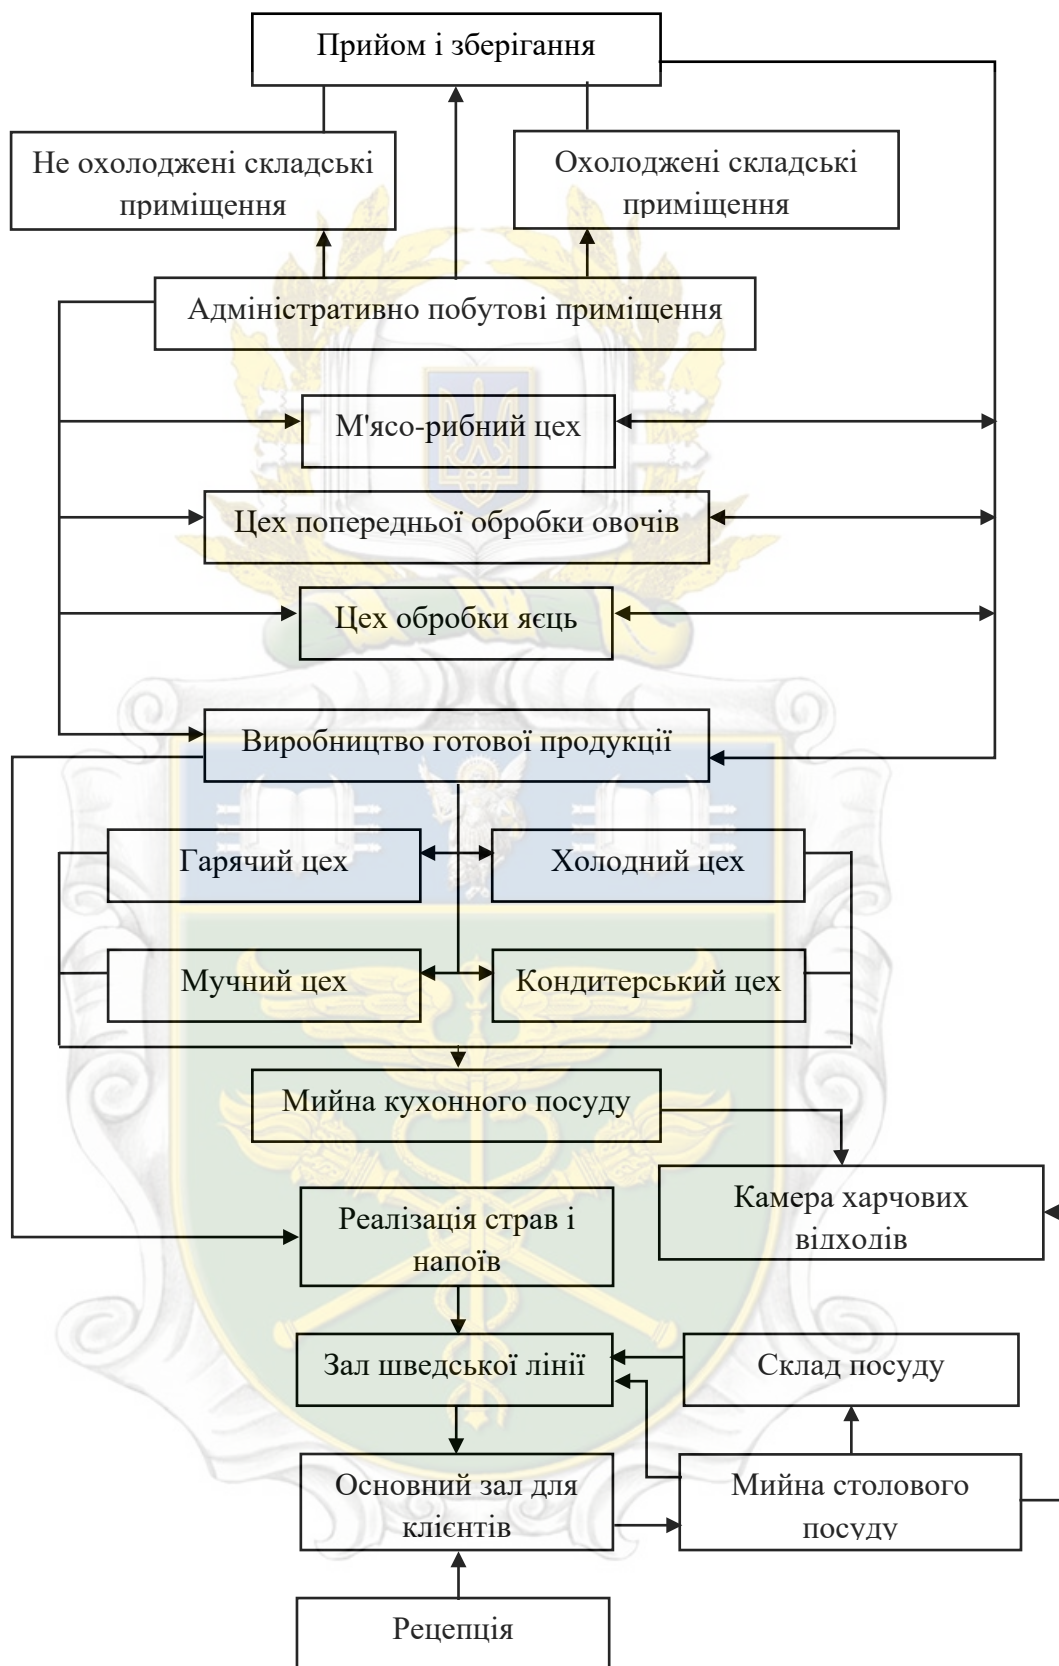 Прийом і зберігання
Не охолоджені складські
приміщення
Охолоджені складські
приміщення
Адміністративно побутові приміщення
М'ясо-рибний цех
Цех попередньої обробки овочів
Цех обробки яєць
Виробництво готової продукції
Гарячий цех
Холодний цех
Мучний цех
Кондитерський цех
Мийна кухонного посуду
Камера харчових
відходів
Реалізація страв і
напоїв
Зал шведської лінії
Склад посуду
Основний зал для
клієнтів
Мийна столового
посуду
Рецепція